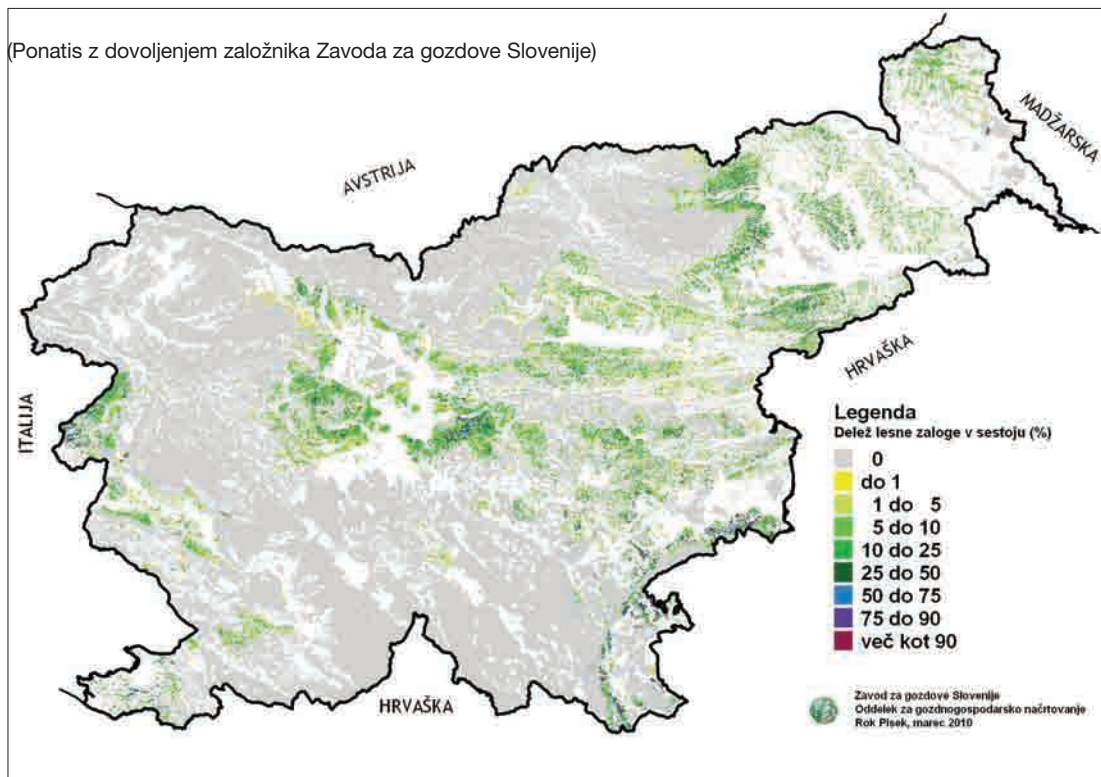 (Ponatis z dovoljenjem založnika Zavoda za gozdove Slovenije)
MADŽARSKA
AVSTRIJA
HRVAŠKA
ITALIJA
Legenda
Delež lesne zaloge v sestoju (%)
0
do 1
1 do 5
5 do 10
10 do 25
25 do 50
50 do 75
75 do 90
več kot 90
HRVAŠKA
Zavod za gozdove Slovenije
Oddelek za gozdnogospodarsko načrtovanje
Rok Pisek, marec 2010